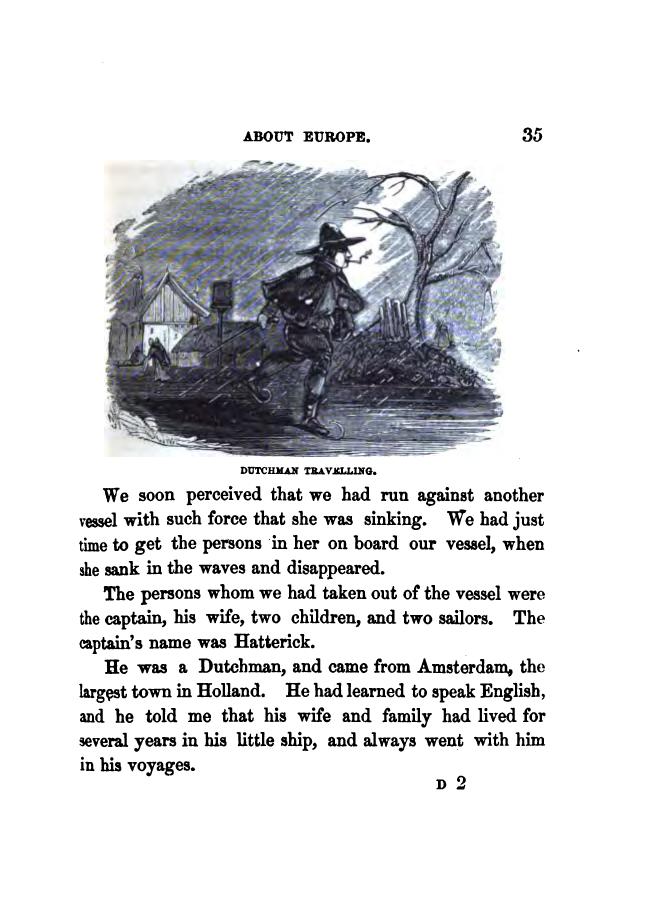 ABOUT EUROPE. 35
DUTCHMAN TRAVELLING.
We soon perceived that we had run against another
vessel with such force that she was sinking. We had just
time to get the persons in her on board our vessel, when
she sank in the waves and disappeared.
The persons whom we had taken out of the vessel were
the captain, his wife, two children, and two sailors. The
captain's name was Hatterick.
He was a Dutchman, and came from Amsterdam, the
largest town in Holland. He had learned to speak English,
and he told me that his wife and family had lived for
several years in his little ship, and always went with him
in his voyages.
D 2